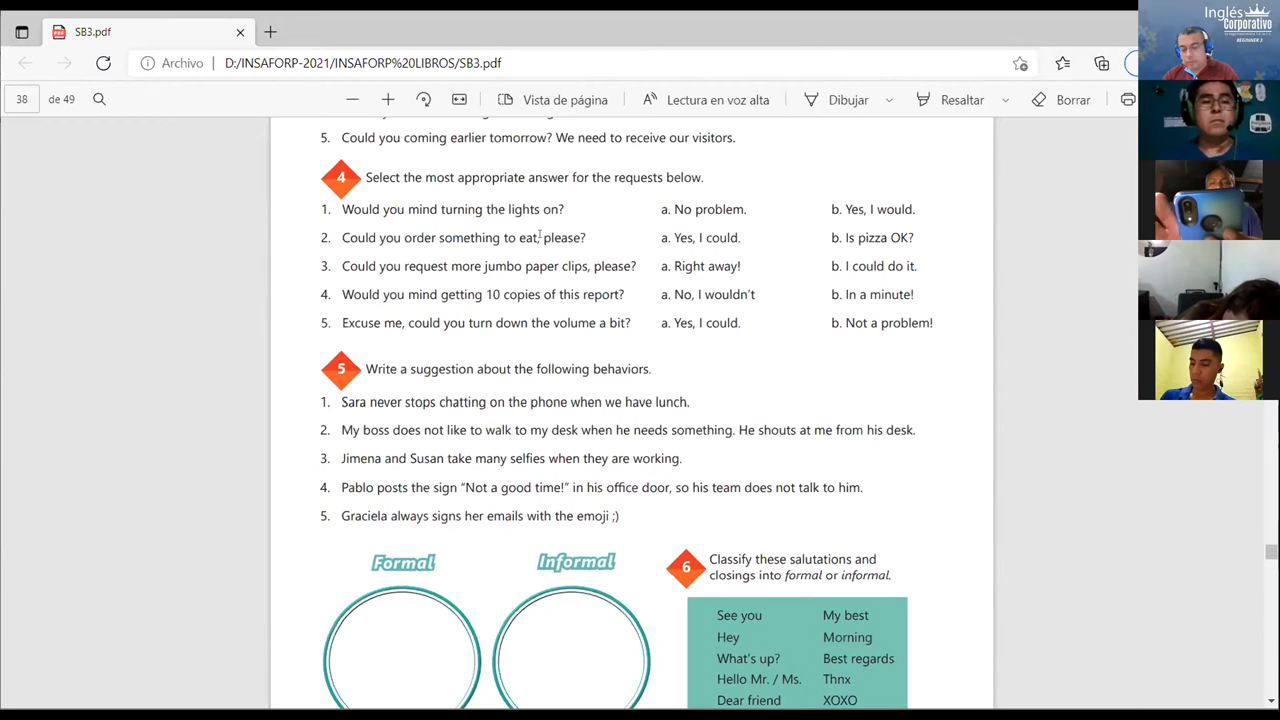 SB3.pdf
Archivo D:/INSAFORP-2021/INSAFORP%20LIBROS/SB3.pdf
38 de 49 Vista de página Lectura en voz alta Dibujar Resaltar Borrar
5. Could you coming earlier tomorrow? We need to receive our visitors.
4 Select the most appropriate answer for the requests below.
1. Would you mind turning the lights on? a. No problem. b. Yes, I would.
2. Could you order something to eat, please? a. Yes, I could. b. Is pizza OK?
3. Could you request more jumbo paper clips, please? a. Right away! b. I could do it.
4. Would you mind getting 10 copies of this report? a. No, I wouldn't b. In a minute!
5. Excuse me, could you turn down the volume a bit? a. Yes, I could. b. Not a problem!
5 Write a suggestion about the following behaviors.
1. Sara never stops chatting on the phone when we have lunch.
2. My boss does not like to walk to my desk when he needs something. He shouts at me from his desk.
3. Jimena and Susan take many selfies when they are working.
4. Pablo posts the sign “Not a good time!” in his office door, so his team does not talk to him.
5. Graciela always signs her emails with the emoji ;)
Formal Informal
6 Classify these salutations and
closings into formal or informal.
See you My best
Hey Morning
What's up? Best regards
Hello Mr. / Ms. Thnx
Dear friend XOXO
Inglés
Corporativo
BEGINNER 3